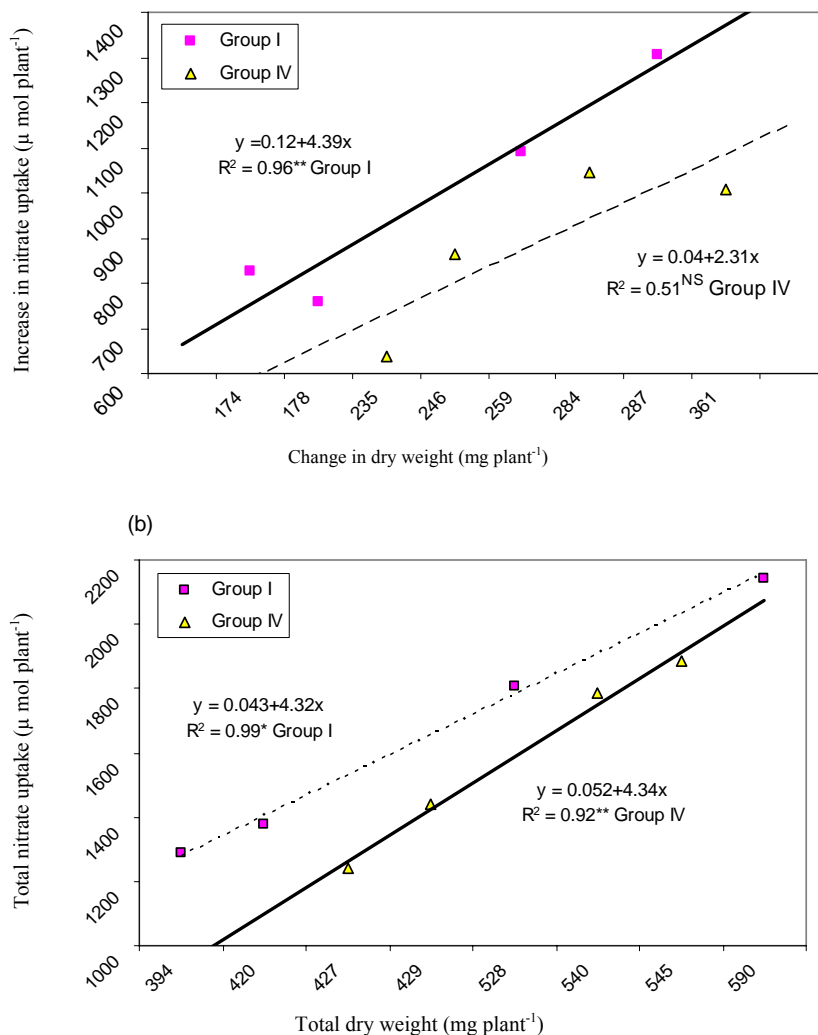 1400
1300
1200
1100
1000
900
800
700
600
Increase in nitrate uptake (µ mol plant-1)
Group I
Group IV
y =0.12+4.39x
R2 = 0.96** Group I
y = 0.04+2.31x
R2 = 0.51NS Group IV
174 178 235 246 259 284 287 361
Change in dry weight (mg plant-1)
(b)
2200
2000
1800
1600
1400
1200
1000
Total nitrate uptake (µ mol plant-1)
Group I
Group IV
y = 0.043+4.32x
R2 = 0.99* Group I
y = 0.052+4.34x
R2 = 0.92** Group IV
394 420 427 429 528 540 545 590
Total dry weight (mg plant-1)